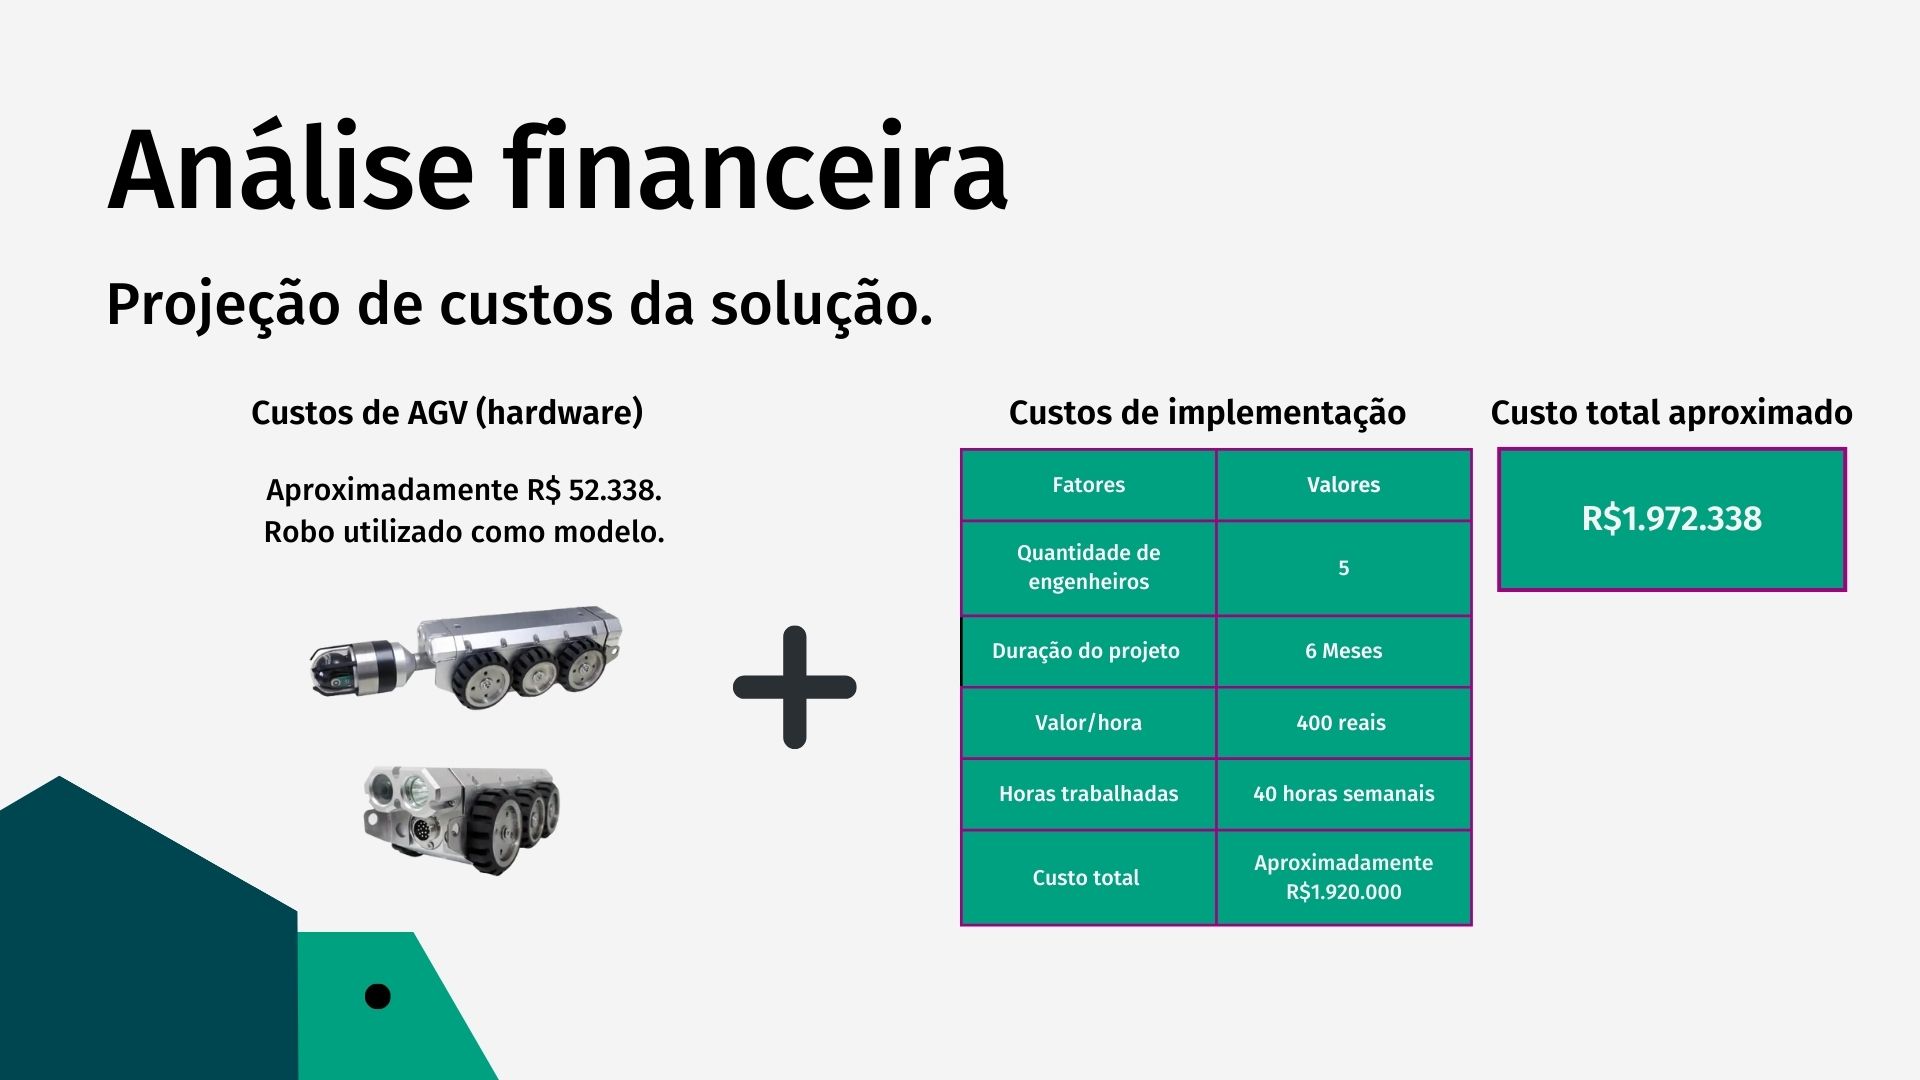 Análise financeira
Projeção de custos da solução.
Custos de AGV (hardware)
Aproximadamente R$ 52.338.
Robo utilizado como modelo.
Custos de implementação
Fatores
Valores
Quantidade de
engenheiros
5
Duração do projeto
6 Meses
Valor/hora
400 reais
Horas trabalhadas
40 horas semanais
Custo total
Aproximadamente
R$1.920.000
Custo total aproximado
R$1.972.338